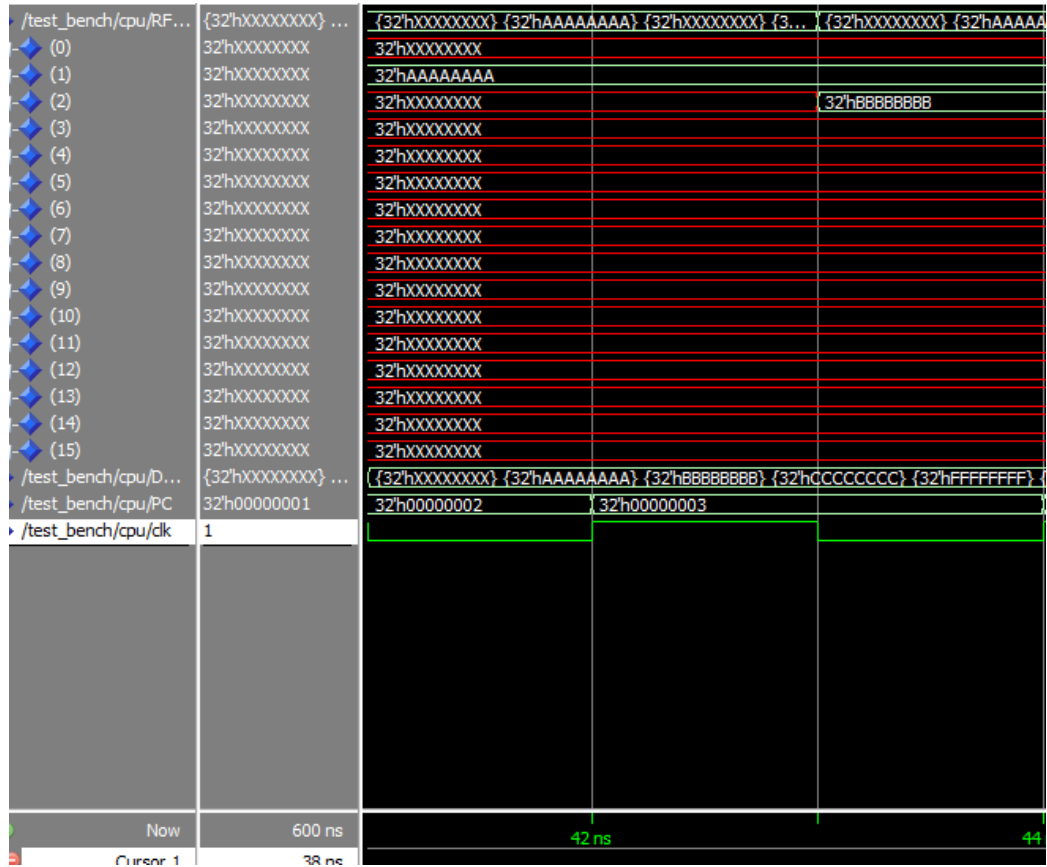 /test_bench/cpu/RF... {32'hXXXXXXXX} ... {32'hXXXXXXXX} {32'hAAAAAAAA} {32'hXXXXXXXX} {3... {32'hXXXXXXXX} {32'hAAAAA
(0) 32'hXXXXXXXX 32'hXXXXXXXX
(1) 32'hXXXXXXXX 32'hAAAAAAAA
(2) 32'hXXXXXXXX 32'hXXXXXXXX 32'hBBBBBBBB
(3) 32'hXXXXXXXX 32'hXXXXXXXX
(4) 32'hXXXXXXXX 32'hXXXXXXXX
(5) 32'hXXXXXXXX 32'hXXXXXXXX
(6) 32'hXXXXXXXX 32'hXXXXXXXX
(7) 32'hXXXXXXXX 32'hXXXXXXXX
(8) 32'hXXXXXXXX 32'hXXXXXXXX
(9) 32'hXXXXXXXX 32'hXXXXXXXX
(10) 32'hXXXXXXXX 32'hXXXXXXXX
(11) 32'hXXXXXXXX 32'hXXXXXXXX
(12) 32'hXXXXXXXX 32'hXXXXXXXX
(13) 32'hXXXXXXXX 32'hXXXXXXXX
(14) 32'hXXXXXXXX 32'hXXXXXXXX
(15) 32'hXXXXXXXX 32'hXXXXXXXX
/test_bench/cpu/D... {32'hXXXXXXXX} ... {32'hXXXXXXXX} {32'hAAAAAAAA} {32'hBBBBBBBB} {32'hCCCCCCCC} {32'hFFFFFFFF} {
/test_bench/cpu/PC 32'h00000001 32'h00000002 32'h00000003
/test_bench/cpu/clk 1
Now 600 ns 42 ns 44
Cursor 1 38 ns